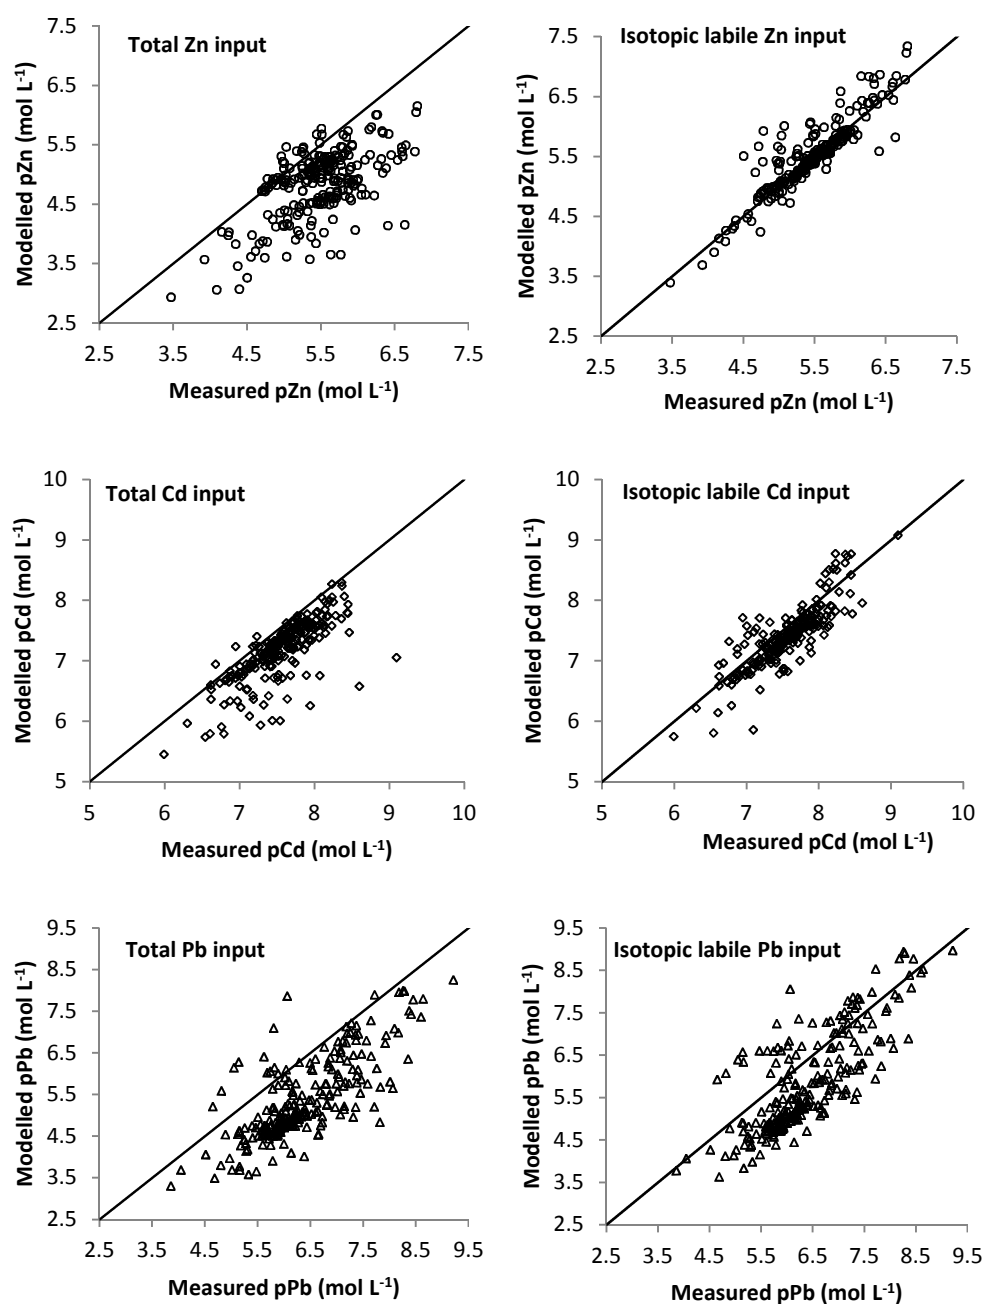 Total Zn input
Modelled pZn (mol L⁻¹)
7.5
6.5
5.5
4.5
3.5
2.5
2.5 3.5 4.5 5.5 6.5 7.5
Measured pZn (mol L⁻¹)
Isotopic labile Zn input
Modelled pZn (mol L⁻¹)
7.5
6.5
5.5
4.5
3.5
2.5
2.5 3.5 4.5 5.5 6.5 7.5
Measured pZn (mol L⁻¹)
Total Cd input
Modelled pCd (mol L⁻¹)
10
9
8
7
6
5
5 6 7 8 9 10
Measured pCd (mol L⁻¹)
Isotopic labile Cd input
Modelled pCd (mol L⁻¹)
10
9
8
7
6
5
5 6 7 8 9 10
Measured pCd (mol L⁻¹)
Total Pb input
Modelled pPb (mol L⁻¹)
9.5
8.5
7.5
6.5
5.5
4.5
3.5
2.5
2.5 3.5 4.5 5.5 6.5 7.5 8.5 9.5
Measured pPb (mol L⁻¹)
Isotopic labile Pb input
Modelled pPb (mol L⁻¹)
9.5
8.5
7.5
6.5
5.5
4.5
3.5
2.5
2.5 3.5 4.5 5.5 6.5 7.5 8.5 9.5
Measured pPb (mol L⁻¹)